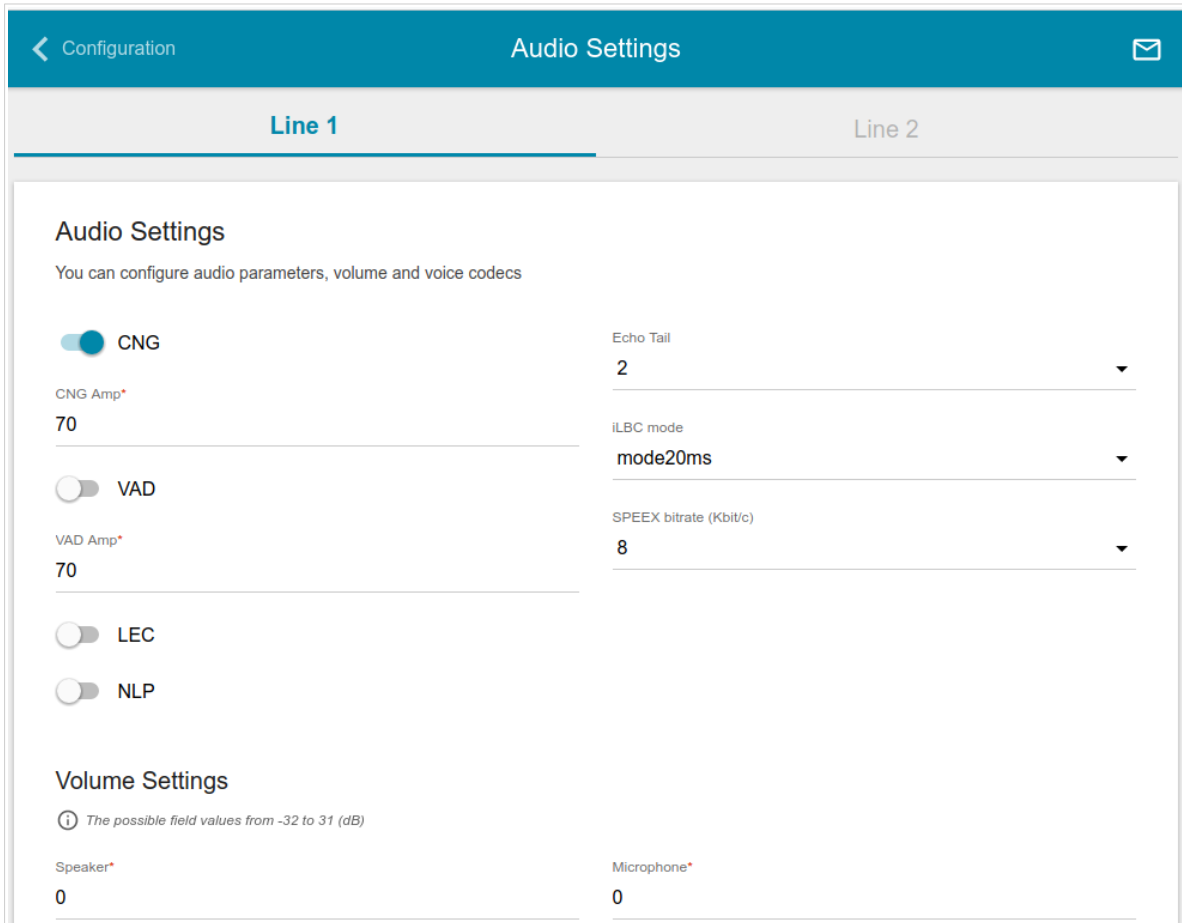 Configuration
Audio Settings
Line 1
Line 2
Audio Settings
You can configure audio parameters, volume and voice codecs
CNG
CNG Amp*
70
VAD
VAD Amp*
70
LEC
NLP
Echo Tail
2
iLBC mode
mode20ms
SPEEX bitrate (Kbit/c)
8
Volume Settings
The possible field values from -32 to 31 (dB)
Speaker*
0
Microphone*
0